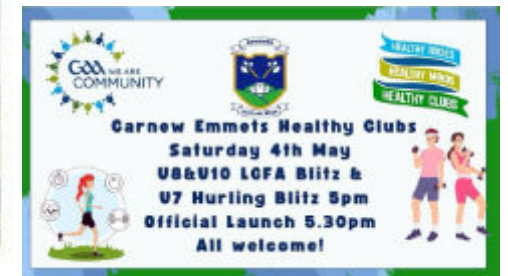 GAA WE ARE
COMMUNITY
HEALTHY BODIES
HEALTHY MINDS
HEALTHY CLUBS
Carnew Emmets Healthy Clubs
Saturday 4th May
U8&U10 LGFA Blitz &
U7 Hurling Blitz 5pm
Official Launch 5.30pm
All welcome!